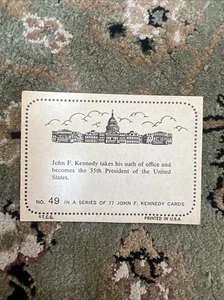 John F. Kennedy takes his oath of office and
becomes the 35th President of the United
States.
NO. 49 IN A SERIES OF 77 JOHN F. KENNEDY CARDS
©T.C.G.
PRINTED IN U.S.A.